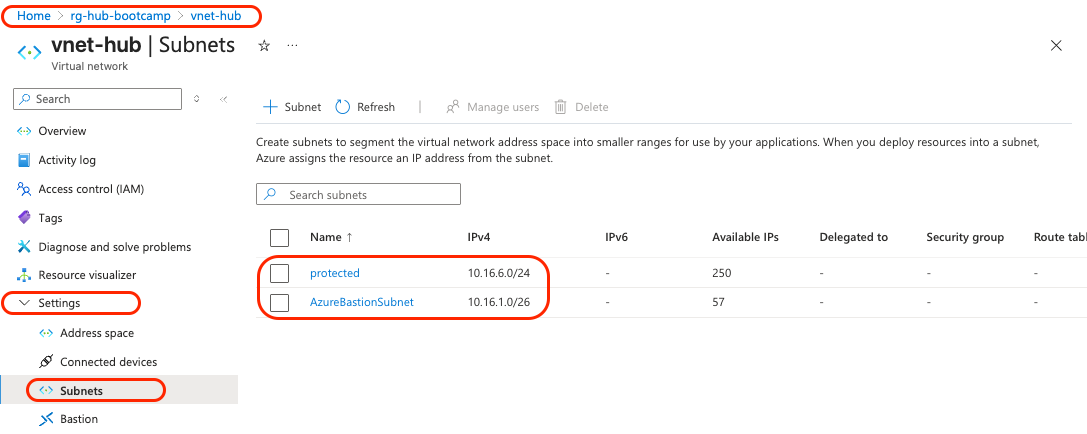 Home > rg-hub-bootcamp > vnet-hub
vnet-hub | Subnets ☆ ...
Virtual network
Search
Overview
Activity log
Access control (IAM)
Tags
Diagnose and solve problems
Resource visualizer
Settings
Address space
Connected devices
Subnets
Bastion
+ Subnet Refresh | Manage users Delete
Create subnets to segment the virtual network address space into smaller ranges for use by your applications. When you deploy resources into a subnet,
Azure assigns the resource an IP address from the subnet.
Search subnets
Name ↑ IPv4 IPv6 Available IPs Delegated to Security group Route tabl
protected 10.16.6.0/24 - 250 - - -
AzureBastionSubnet 10.16.1.0/26 - 57 - - -